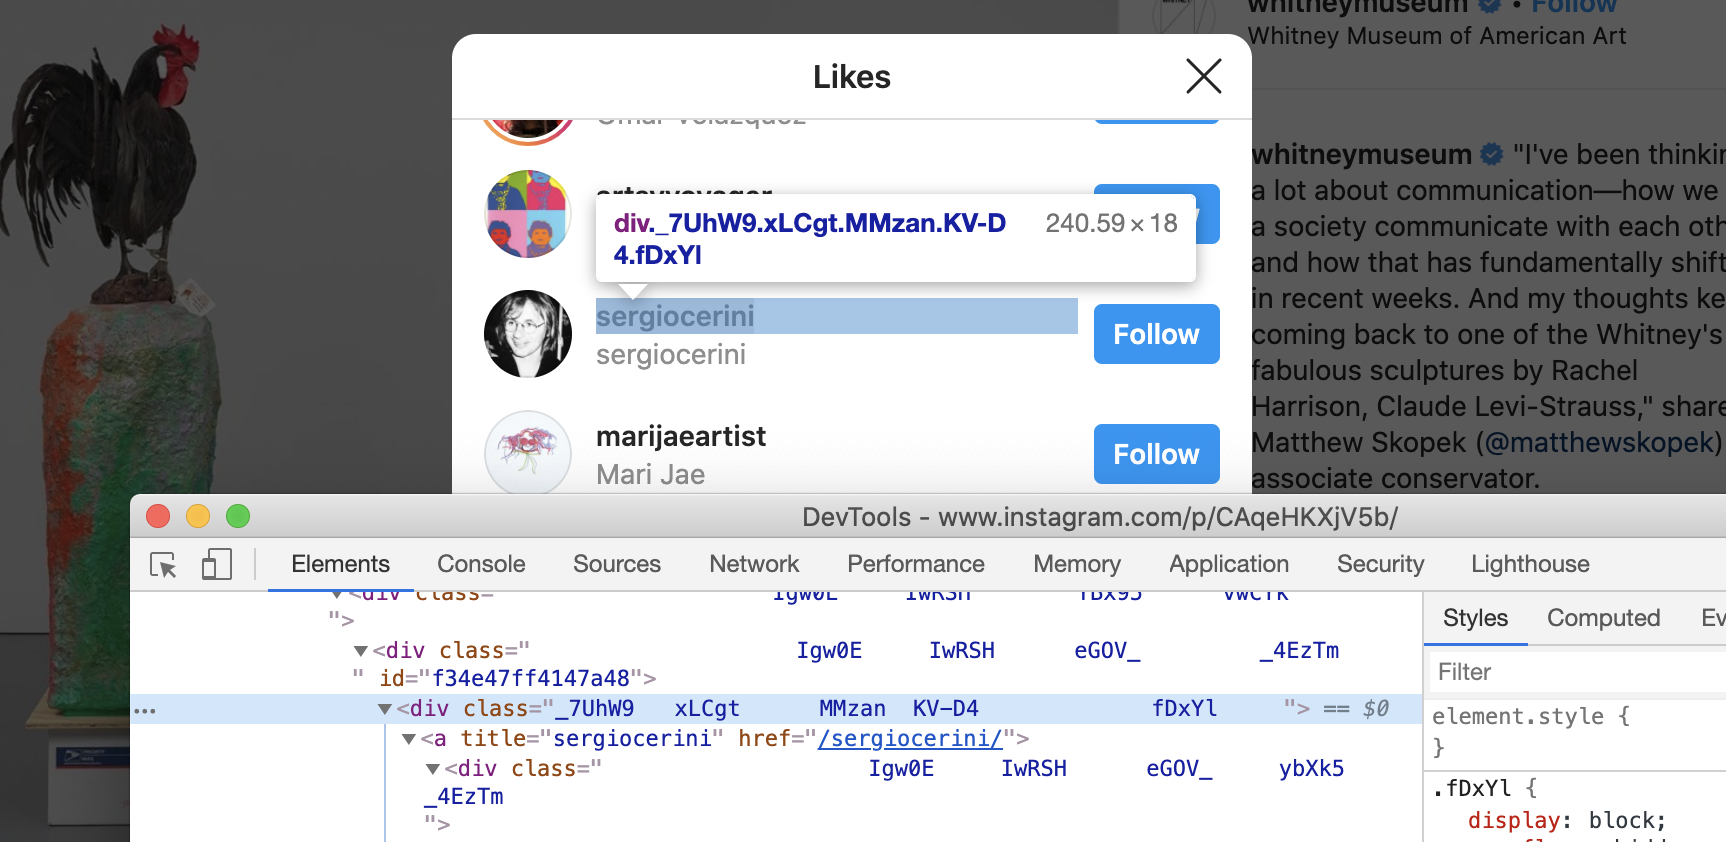 whitneymuseum • Follow
Whitney Museum of American Art
Likes
Omar Velazquez
artsyvoyager
div._7UhW9.xLCgt.MMzan.KV-D
4.fDxYl
240.59 × 18
sergiocerini
sergiocerini
Follow
marijaeartist
Mari Jae
Follow
whitneymuseum "I've been thinkin
a lot about communication—how we
a society communicate with each oth
and how that has fundamentally shift
in recent weeks. And my thoughts ke
coming back to one of the Whitney's
fabulous sculptures by Rachel
Harrison, Claude Levi-Strauss," share
Matthew Skopek (@matthewskopek)
associate conservator.
DevTools - www.instagram.com/p/CAqeHKXjV5b/
Elements Console Sources Network Performance Memory Application Security Lighthouse
<div class=" Igw0E IwRSH YBx95 vwCYk
">
<div class=" Igw0E IwRSH eGOV_ _4EzTm
" id="f34e47ff4147a48">
... <div class="_7UhW9 xLCgt MMzan KV-D4 fDxYl "> == $0
<a title="sergiocerini" href="/sergiocerini/">
<div class=" Igw0E IwRSH eGOV_ ybXk5
_4EzTm
">
Styles Computed Ev
Filter
element.style {
}
.fDxYl {
display: block;